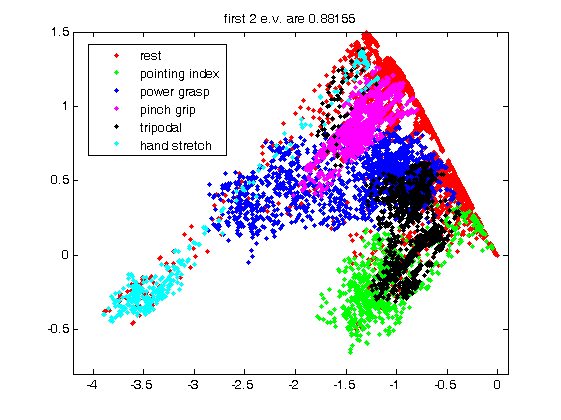 first 2 e.v. are 0.88155
1.5
rest
pointing index
power grasp
pinch grip
tripodal
hand stretch
1
0.5
0
-0.5
-4 -3.5 -3 -2.5 -2 -1.5 -1 -0.5 0